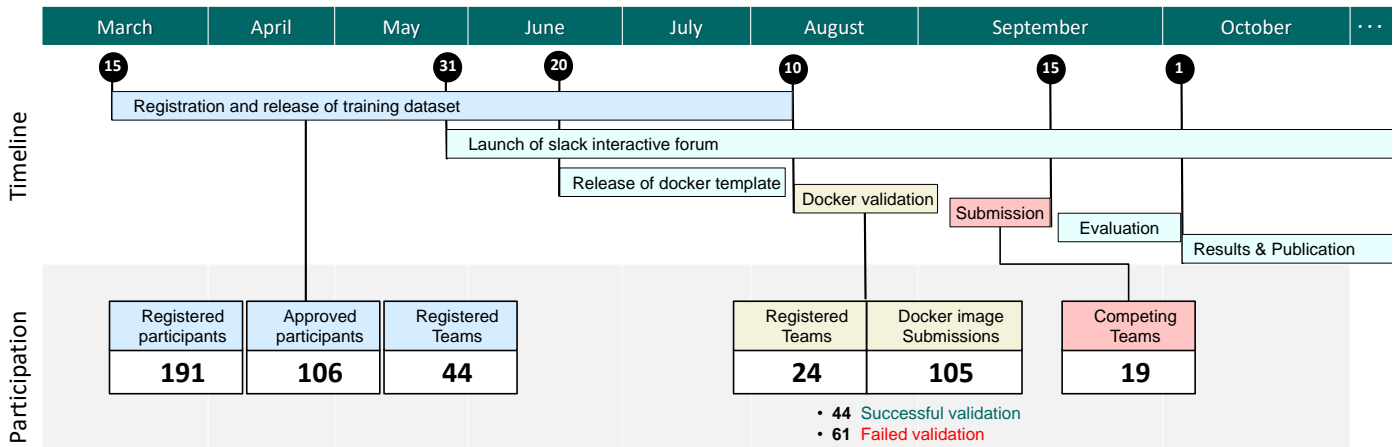 March April May June July August September October ...
15 31 20 10 15 1
Timeline
Registration and release of training dataset
Launch of slack interactive forum
Release of docker template
Docker validation
Submission
Evaluation
Results & Publication
Participation
Registered
participants
191
Approved
participants
106
Registered
Teams
44
Registered
Teams
24
Docker image
Submissions
105
Competing
Teams
19
• 44 Successful validation
• 61 Failed validation